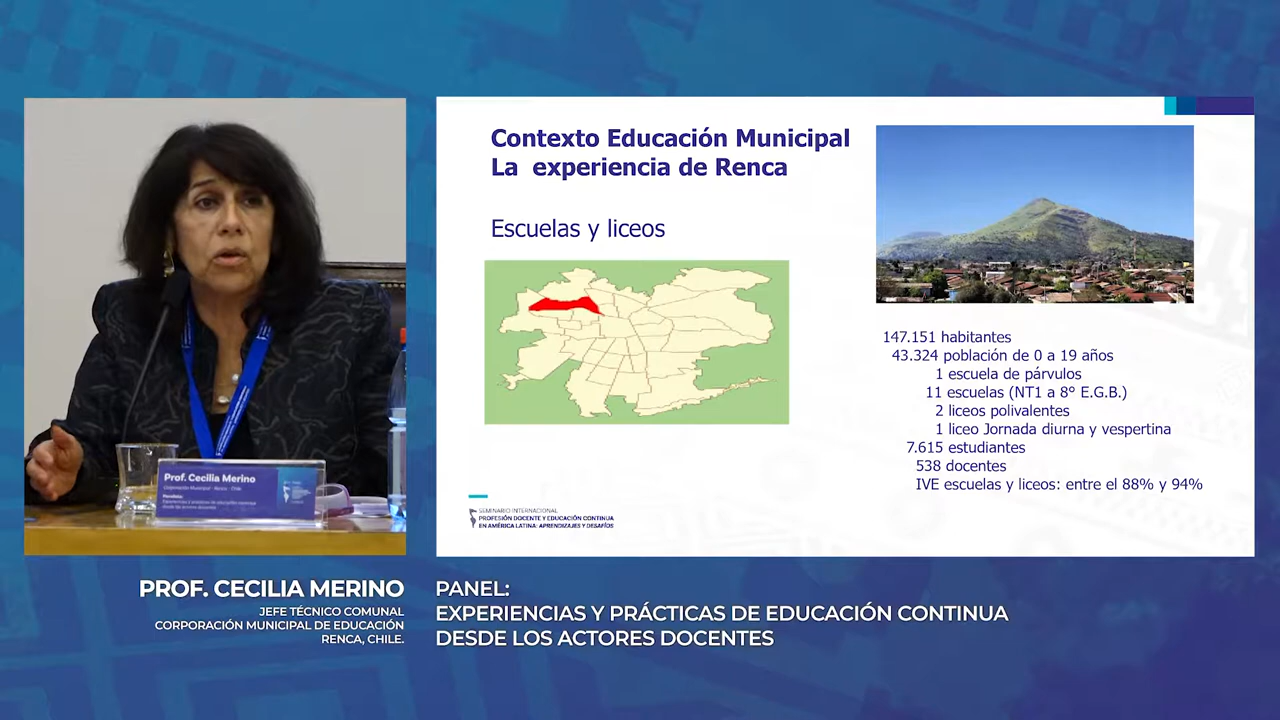 Contexto Educación Municipal
La experiencia de Renca
Escuelas y liceos
147.151 habitantes
43.324 población de 0 a 19 años
1 escuela de párvulos
11 escuelas (NT1 a 8° E.G.B.)
2 liceos polivalentes
1 liceo Jornada diurna y vespertina
7.615 estudiantes
538 docentes
IVE escuelas y liceos: entre el 88% y 94%
SEMINARIO INTERNACIONAL
PROFESIÓN DOCENTE Y EDUCACIÓN CONTINUA
EN AMÉRICA LATINA: APRENDIZAJES Y DESAFÍOS
Prof. Cecilia Merino
Corporación Municipal - Renca - Chile
PROF. CECILIA MERINO
JEFE TÉCNICO COMUNAL
CORPORACIÓN MUNICIPAL DE EDUCACIÓN
RENCA, CHILE.
PANEL:
EXPERIENCIAS Y PRÁCTICAS DE EDUCACIÓN CONTINUA
DESDE LOS ACTORES DOCENTES